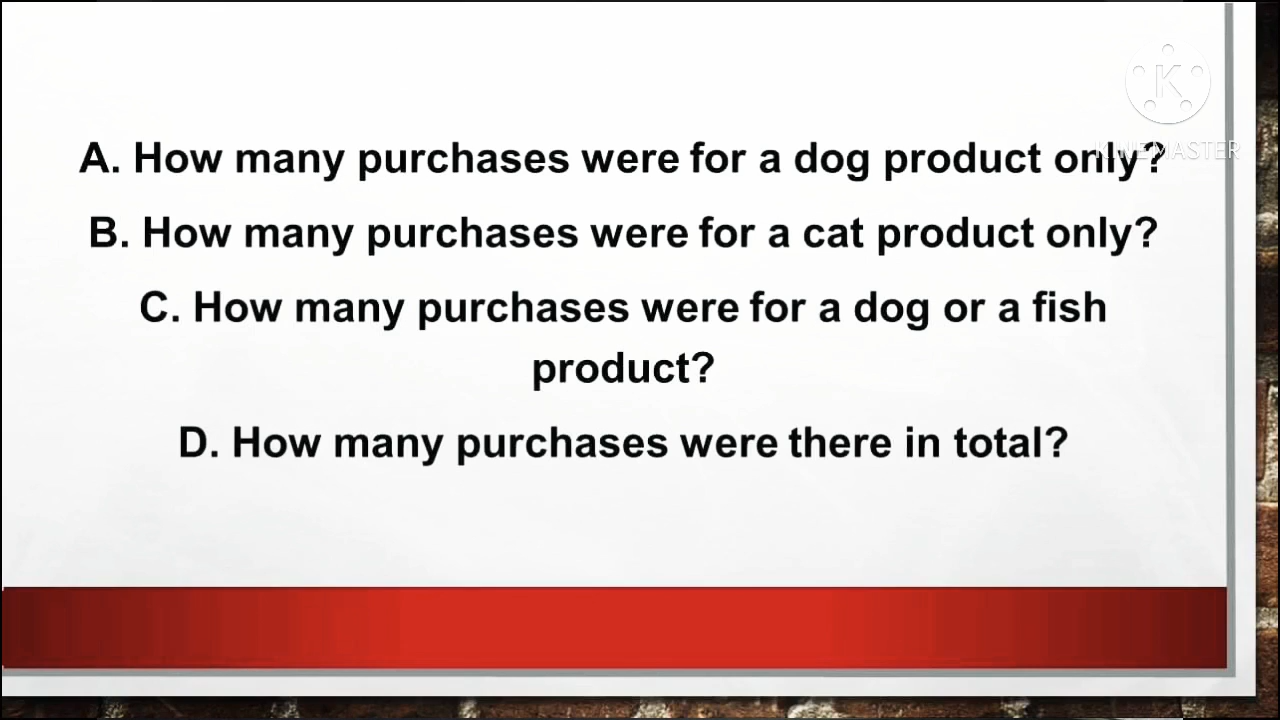 K
KINEMASTER
A. How many purchases were for a dog product only?
B. How many purchases were for a cat product only?
C. How many purchases were for a dog or a fish
product?
D. How many purchases were there in total?